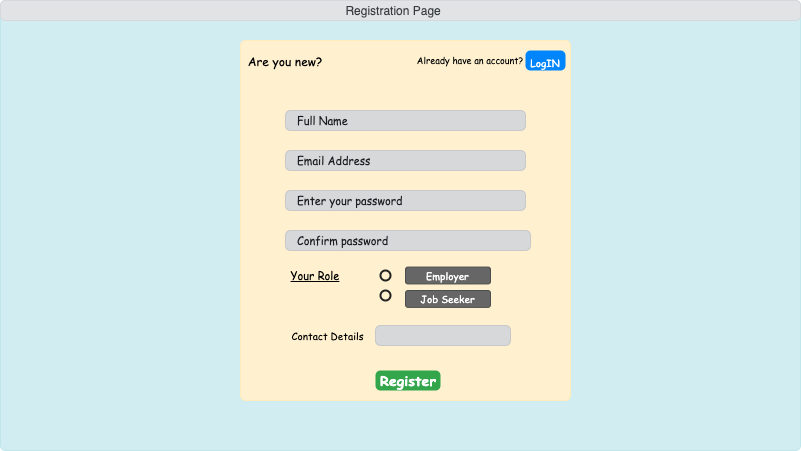 Registration Page
Are you new?
Already have an account? LogIN
Full Name
Email Address
Enter your password
Confirm password
Your Role
Employer
Job Seeker
Contact Details
Register